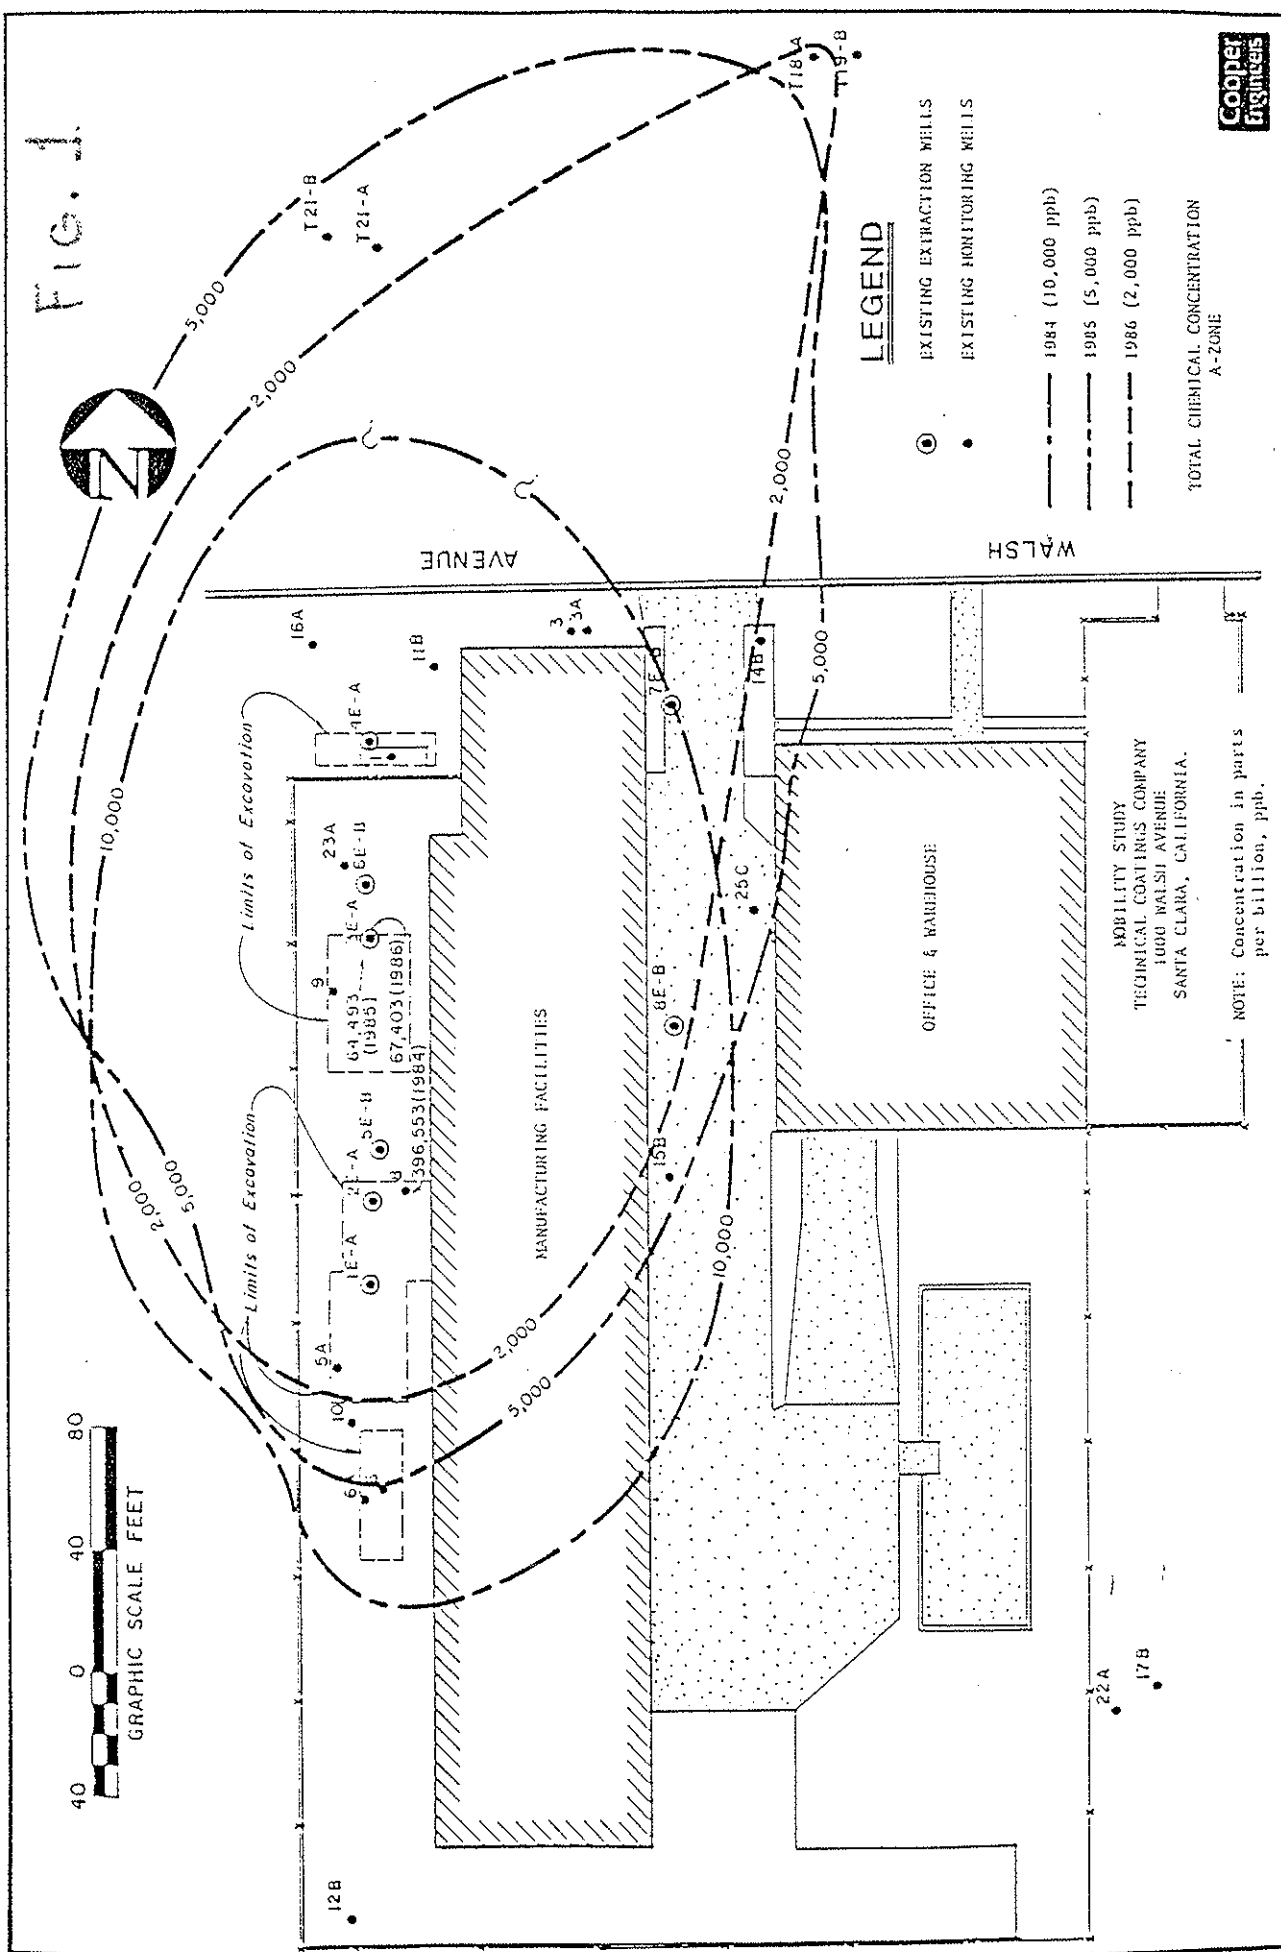 FIG. 1
N
40 0 40 80
GRAPHIC SCALE FEET
5,000
2,000
10,000
T21-B
T21-A
T18-A
T19-B
Limits of Excavation
Limits of Excavation
2,000
5,000
16A
11B
3
3A
23A
6E-B
9
64,493
(1985)
67,403(1986)
396,553(1984)
5E-B
2E-A
8
1E-A
5A
10
6
12B
AVENUE
WALSH
MANUFACTURING FACILITIES
14B
25C
8E-B
15B
2,000
5,000
10,000
2,000
5,000
OFFICE & WAREHOUSE
22A
17B
LEGEND
EXISTING EXTRACTION WELLS
EXISTING MONITORING WELLS
1984 (10,000 ppb)
1985 (5,000 ppb)
1986 (2,000 ppb)
TOTAL CHEMICAL CONCENTRATION
A-ZONE
MOBILITY STUDY
TECHNICAL COATINGS COMPANY
1000 WALSH AVENUE
SANTA CLARA, CALIFORNIA.
NOTE: Concentration in parts
per billion, ppb.
Cooper
Engineers